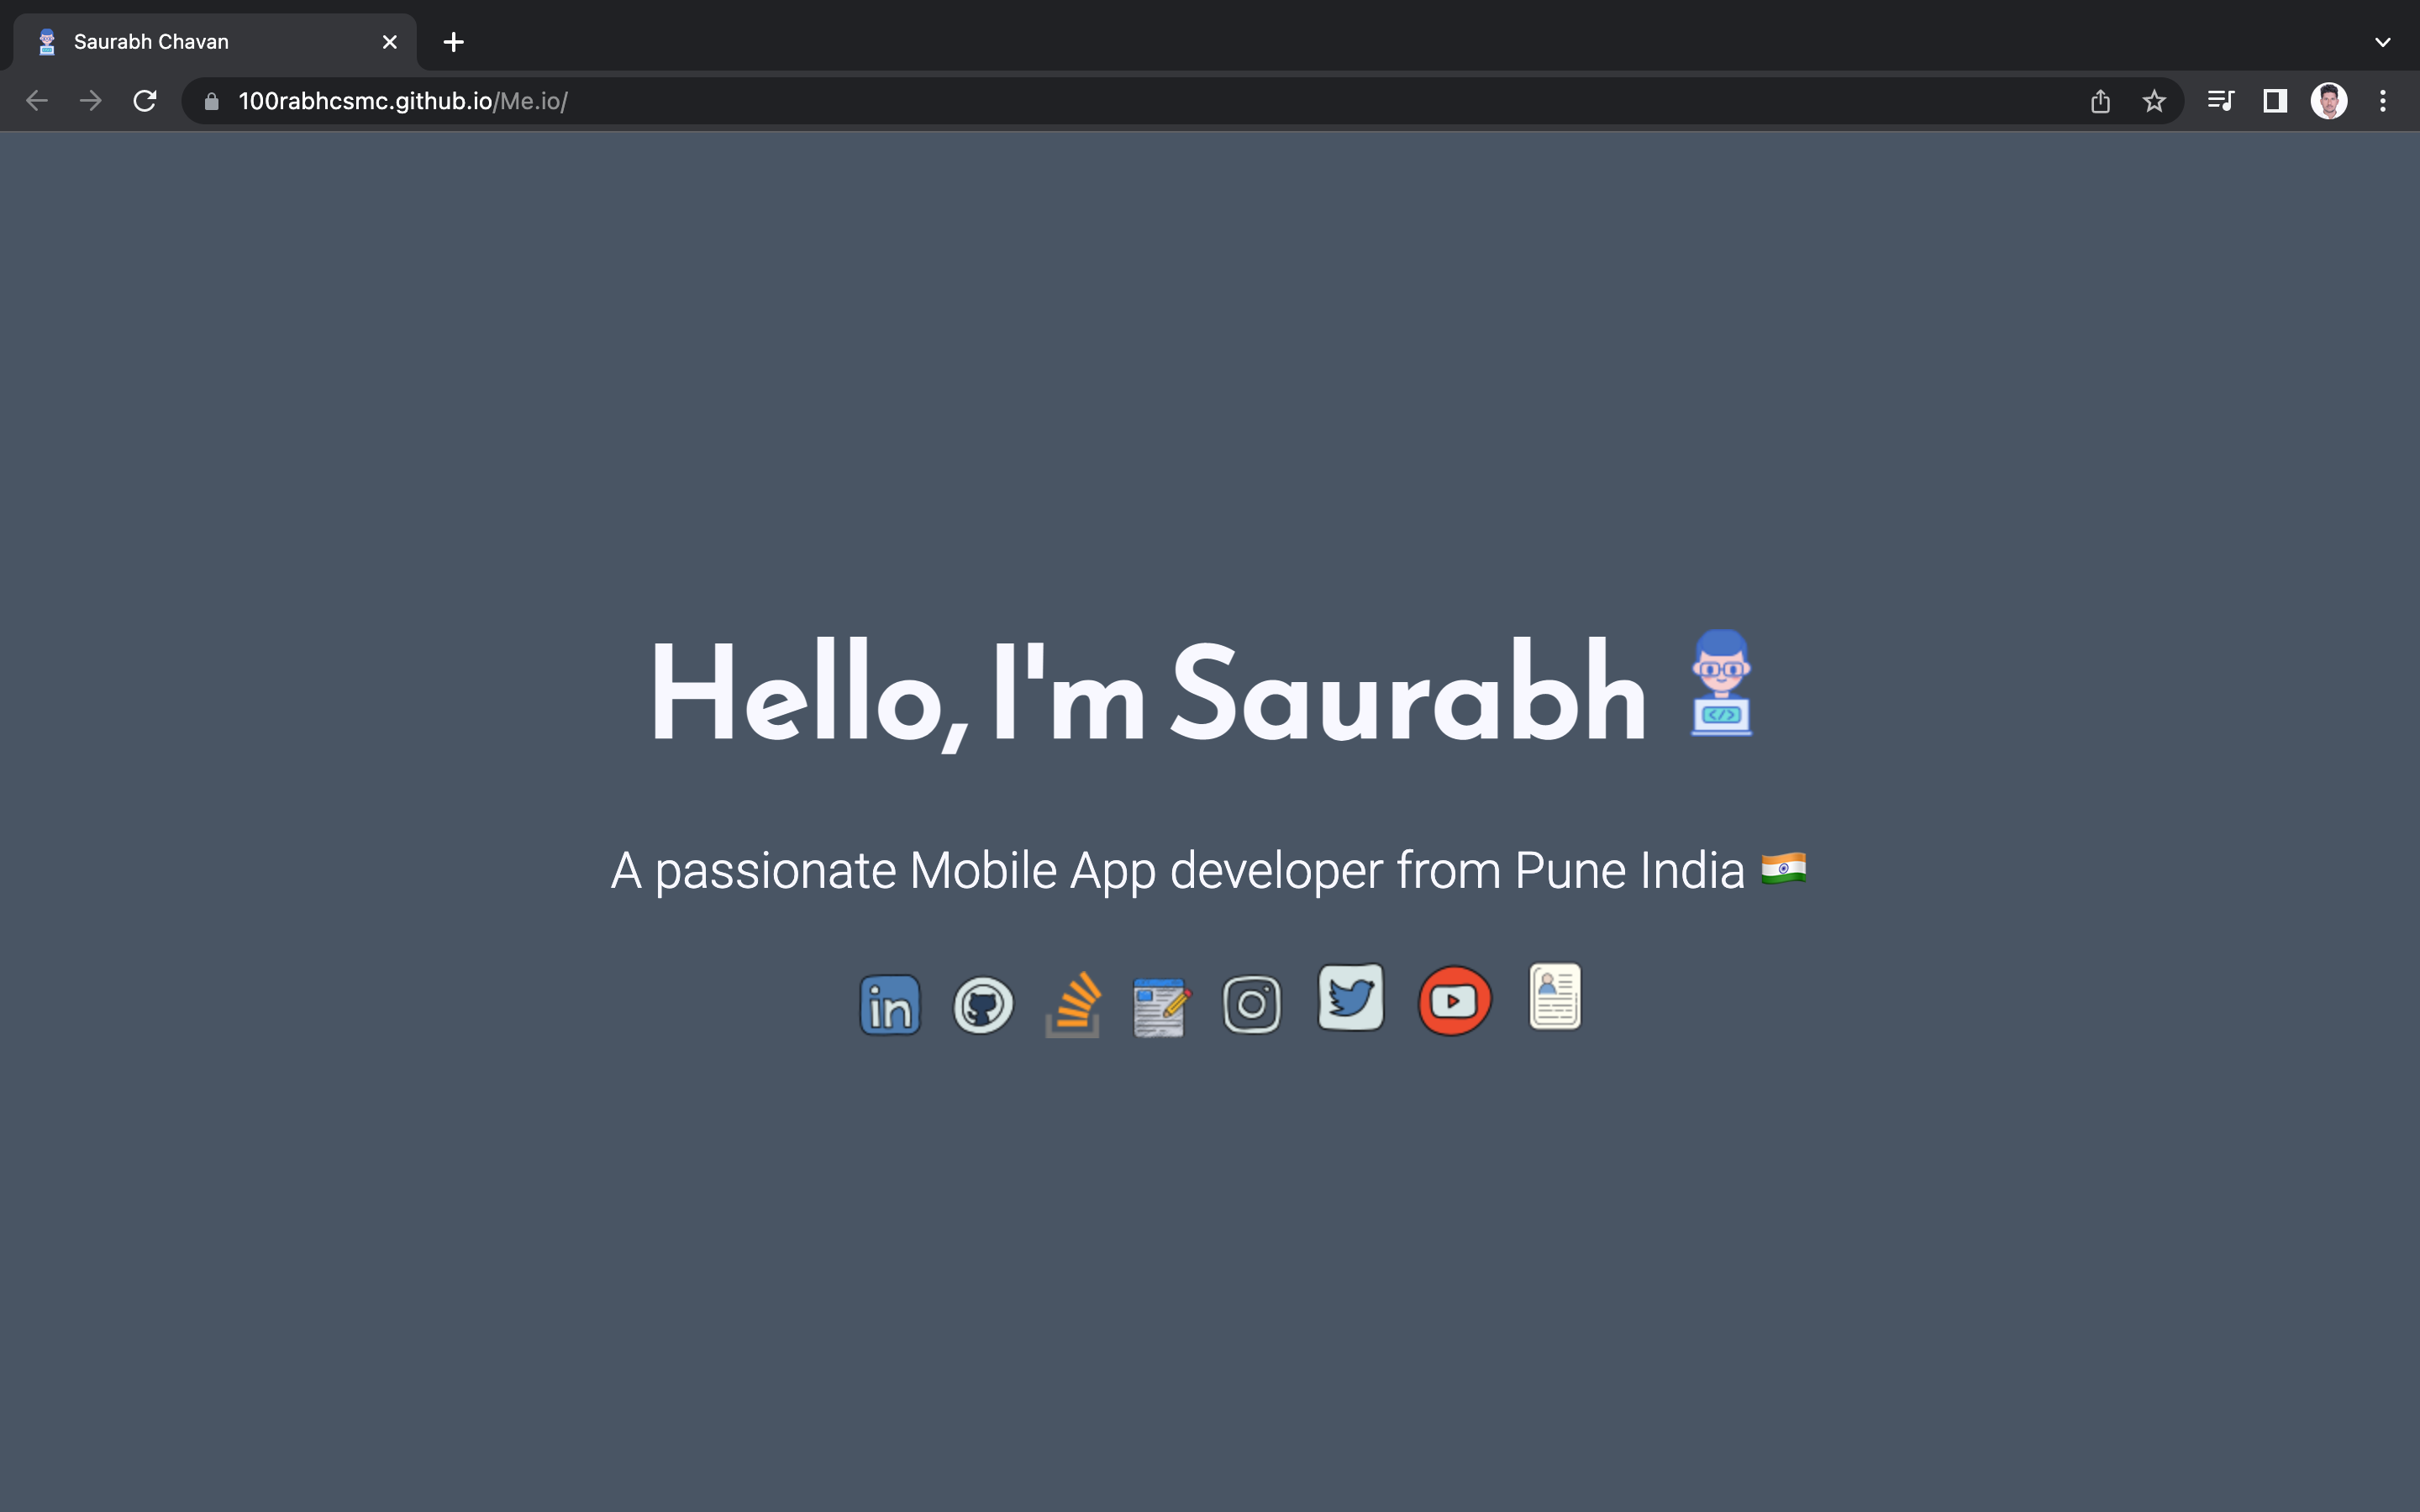 Saurabh Chavan
100rabhcsmc.github.io/Me.io/
Hello, I'm Saurabh
</>
A passionate Mobile App developer from Pune India 🇮🇳
in